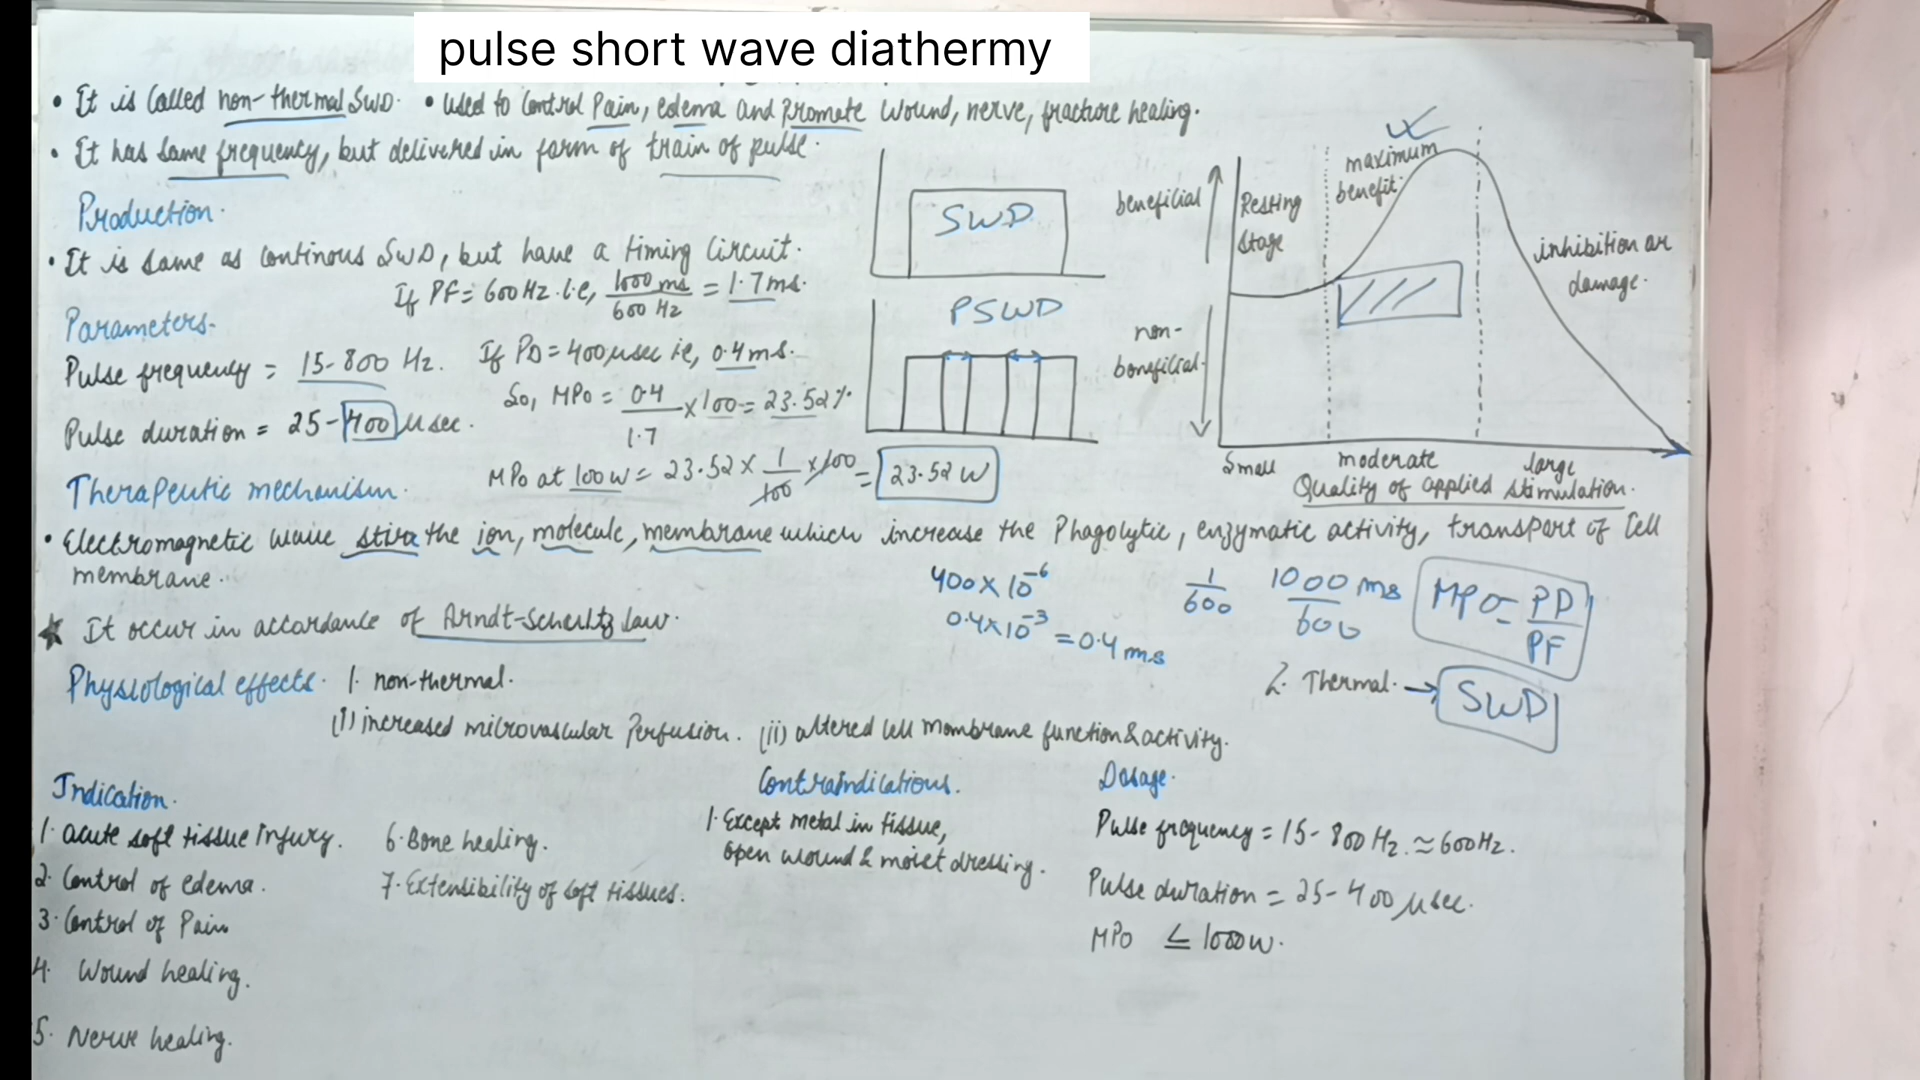 pulse short wave diathermy
• It is Called non-thermal SWD. • used to Control Pain, edema and Promate Wound, nerve, fracture healing.
• It has same frequency, but delivered in farm of train of pulse.
Production.
• It is same as continous SWD, but have a timing Circuit.
If PF = 600 Hz. i.e, 1000 ms / 600 Hz = 1.7 ms.
Parameters.
Pulse frequency = 15-800 Hz. If PD = 400 μsec ie, 0.4 ms.
So, MPo = 0.4 / 1.7 × 100 = 23.52 %
Pulse duration = 25-400 μsec.
MPo at 100 w = 23.52 × 1/100 × 100 = 23.52 W
SWD
PSWD
beneficial
non-
benificial.
Resting
stage
maximum
benefit.
inhibition ar
damage.
Small moderate large
Quality of applied stimulation.
TheraPeutic mechanism.
• Electromagnetic wave the ion, molecule, membrane which increase the Phagolytic, enzymatic activity, transport of Cell
membrane.
400 × 10⁻⁶
0.4×10⁻³ = 0.4 ms
1/600 1000 ms / 600
MPO = PD / PF
★ It occur in accordance of law.
Physiological effects. 1. non-thermal.
2. Thermal. → SWD
(i) increased microvascular Perfusion. (ii) altered cell membrane function & activity.
Indication.
1. acute soft tissue injury.
2. Control of edema.
3. Control of Pain
4. Wound healing.
5. Nerve healing.
6. Bone healing.
7. Extensibility of soft tissues.
ContraIndications.
1. Except metal in tissue,
open wound & moist dressing.
Dosage.
Pulse frequency = 15-800 Hz. ≈ 600 Hz.
Pulse duration = 25-400 μsec.
MPO ≤ 1000 w.